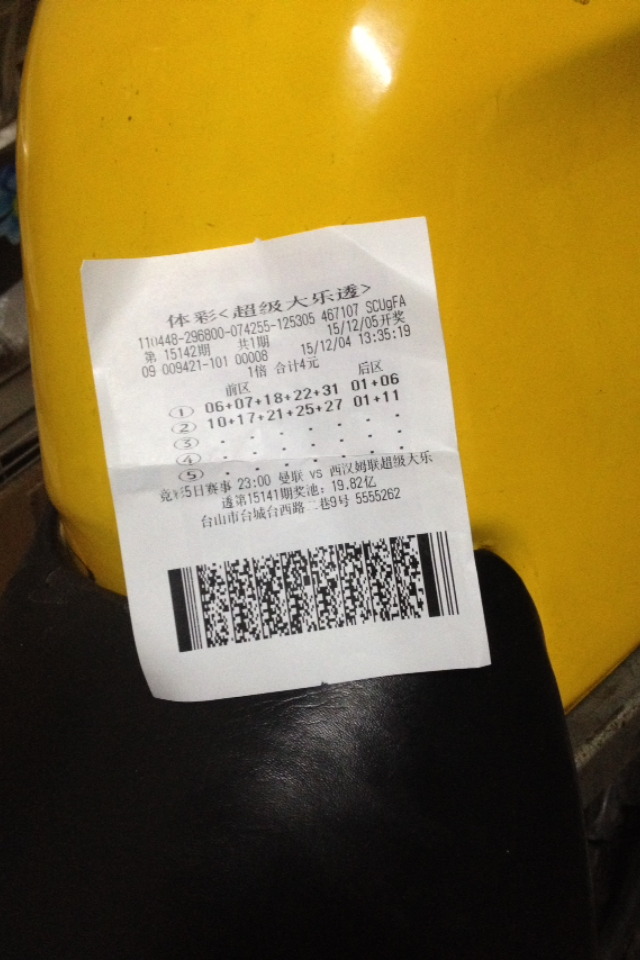 体彩<超级大乐透>
110448-296800-074255-125305 467107 SCUgFA
第 15142期 共1期 15/12/05开奖
09 009421-101 00008 15/12/04 13:35:19
1倍 合计4元
前区 后区
① 06+07+18+22+31 01+06
② 10+17+21+25+27 01+11
③ . . . . . . .
④ . . . . . . .
⑤ . . . . . . .
竞彩5日赛事 23:00 曼联 vs 西汉姆联超级大乐
透第15141期奖池：19.82亿
台山市台城台西路二巷9号 5555262